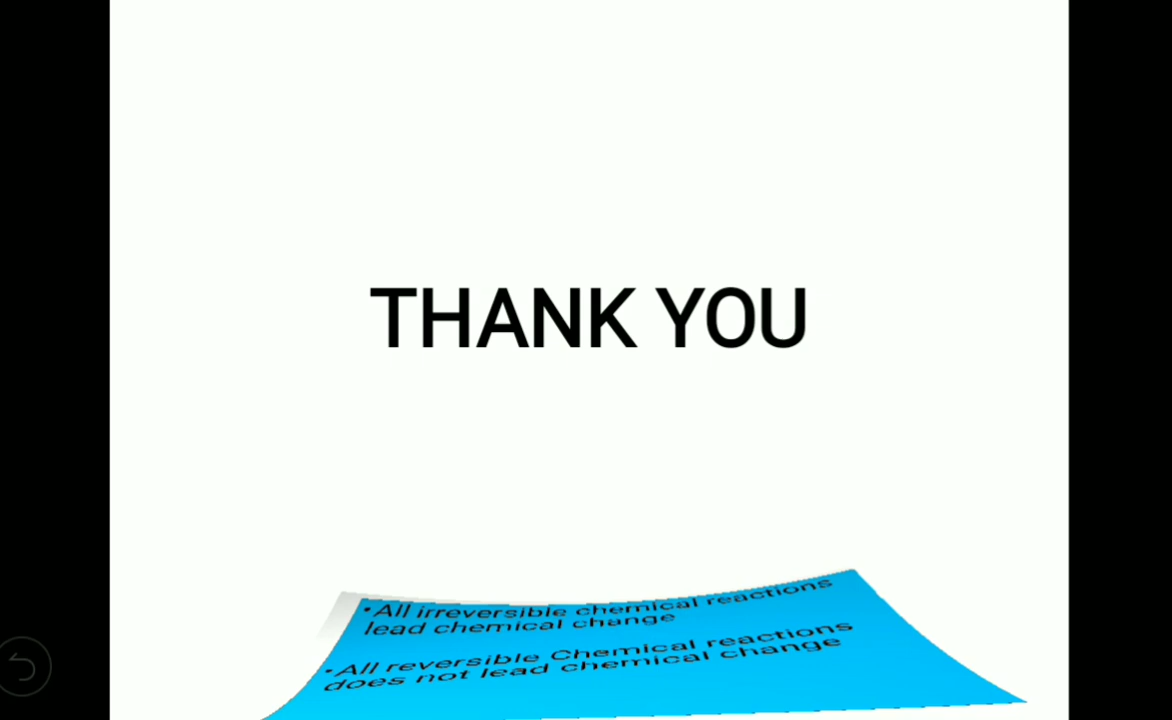 THANK YOU
•All irreversible chemical reactions
lead chemical change
•All reversible Chemical reactions
does not lead chemical change